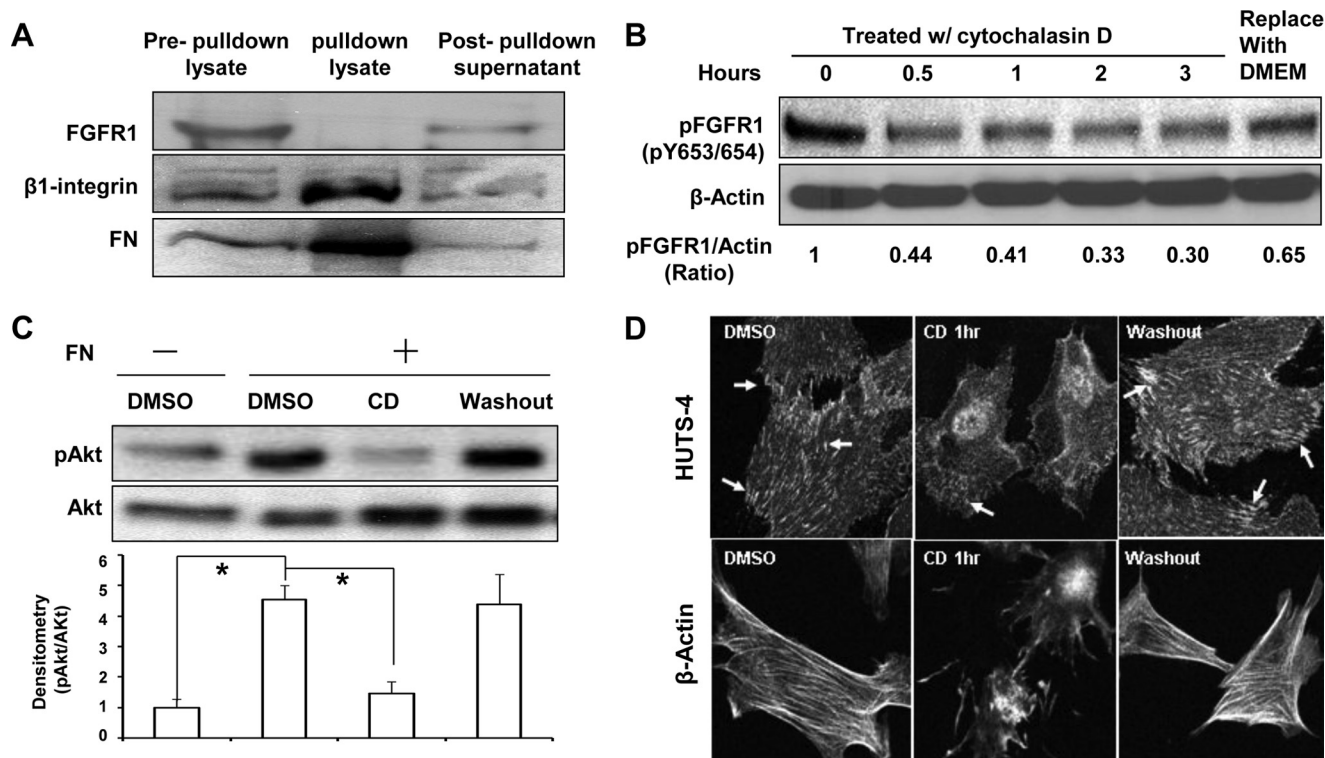 A
Pre- pulldown lysate
pulldown lysate
Post- pulldown supernatant
FGFR1
β1-integrin
FN
B
Treated w/ cytochalasin D
Replace With DMEM
Hours 0 0.5 1 2 3
pFGFR1 (pY653/654)
β-Actin
pFGFR1/Actin (Ratio) 1 0.44 0.41 0.33 0.30 0.65
C
FN — +
DMSO DMSO CD Washout
pAkt
Akt
Densitometry (pAkt/AKt)
6
5
4
3
2
1
0
* *
D
HUTS-4
DMSO CD 1hr Washout
β-Actin
DMSO CD 1hr Washout